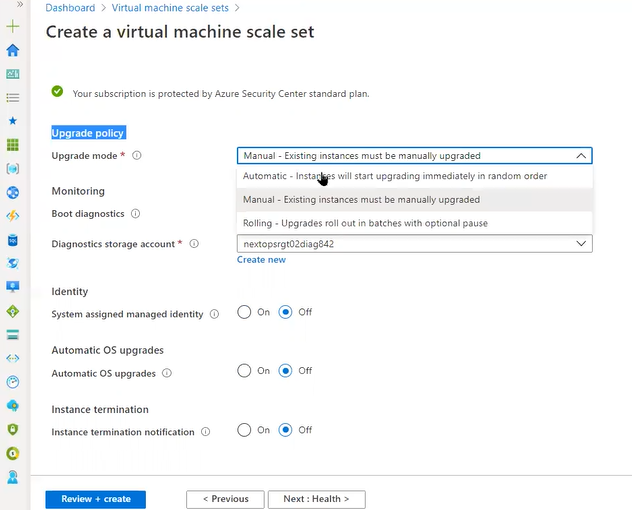 Dashboard > Virtual machine scale sets >
Create a virtual machine scale set
Your subscription is protected by Azure Security Center standard plan.
Upgrade policy
Upgrade mode *
Manual - Existing instances must be manually upgraded
Automatic - Instances will start upgrading immediately in random order
Monitoring
Manual - Existing instances must be manually upgraded
Boot diagnostics
Rolling - Upgrades roll out in batches with optional pause
Diagnostics storage account *
nextopsrgt02diag842
Create new
Identity
System assigned managed identity
On Off
Automatic OS upgrades
Automatic OS upgrades
On Off
Instance termination
Instance termination notification
On Off
Review + create
< Previous
Next : Health >